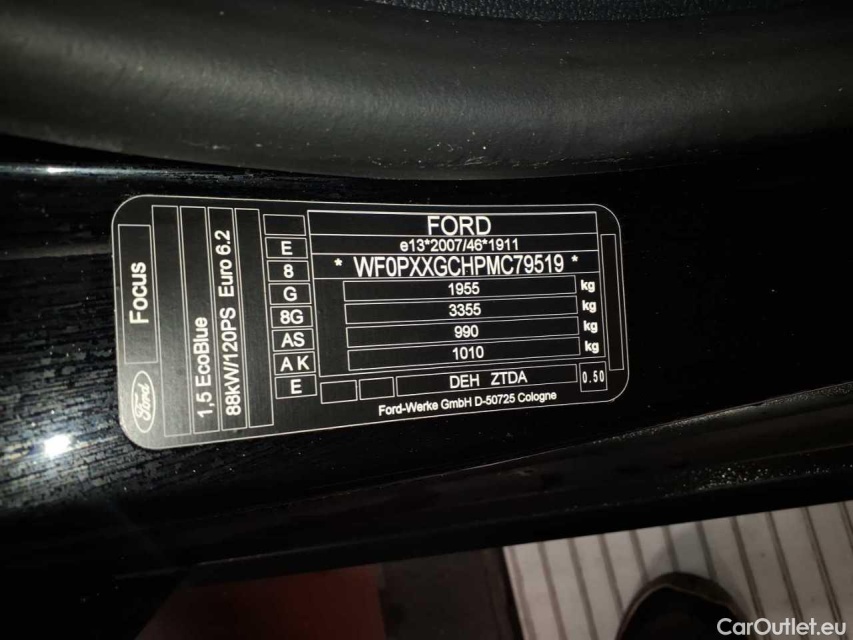 Focus
Ford
1,5 EcoBlue
88kW/120PS Euro 6.2
E
8
G
8G
AS
AK
E
FORD
e13*2007/46*1911
* WF0PXXGCHPMC79519 *
1955 kg
3355 kg
990 kg
1010 kg
DEH ZTDA 0.50
Ford-Werke GmbH D-50725 Cologne
CarOutlet.eu